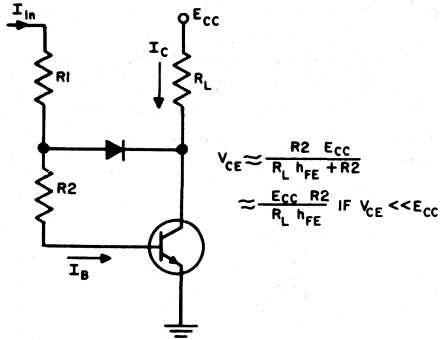 I_in
E_CC
I_C
R1
R_L
R2
I_B
V_CE ≈ R2 E_CC / R_L h_FE + R2
≈ E_CC R2 / R_L h_FE IF V_CE << E_CC